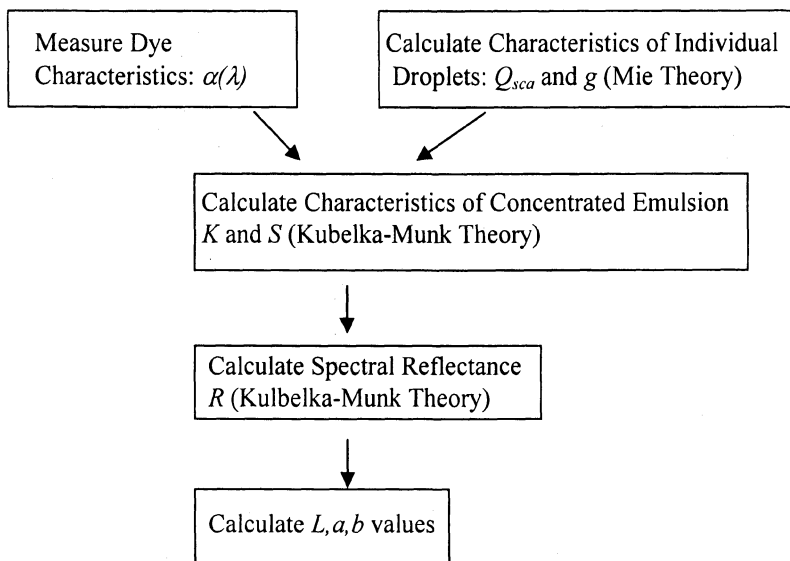 Measure Dye
Characteristics: α(λ)
Calculate Characteristics of Individual
Droplets: Qsca and g (Mie Theory)
Calculate Characteristics of Concentrated Emulsion
K and S (Kubelka-Munk Theory)
Calculate Spectral Reflectance
R (Kulbelka-Munk Theory)
Calculate L,a,b values